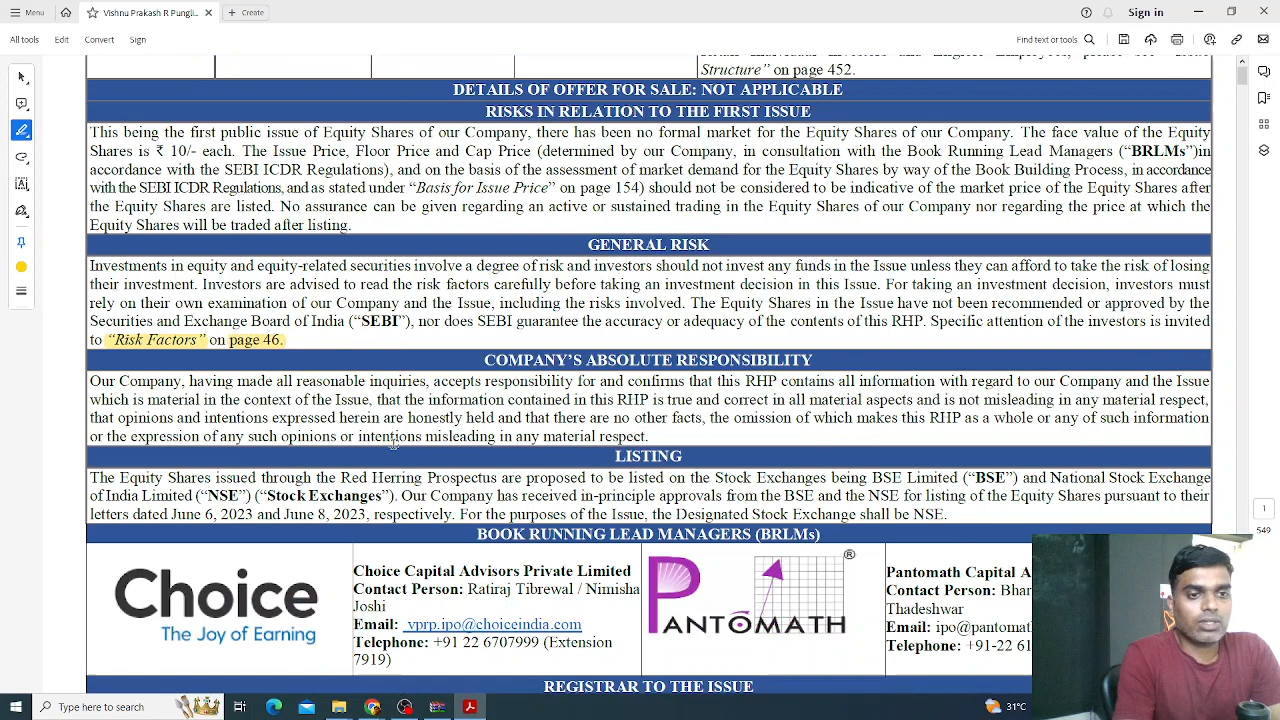 Menu
Vishnu Prakash R Pungli...
Create
Sign in
All tools
Edit
Convert
Sign
Find text or tools
Structure” on page 452.
DETAILS OF OFFER FOR SALE: NOT APPLICABLE
RISKS IN RELATION TO THE FIRST ISSUE
This being the first public issue of Equity Shares of our Company, there has been no formal market for the Equity Shares of our Company. The face value of the Equity
Shares is ₹ 10/- each. The Issue Price, Floor Price and Cap Price (determined by our Company, in consultation with the Book Running Lead Managers (“BRLMs”)in
accordance with the SEBI ICDR Regulations), and on the basis of the assessment of market demand for the Equity Shares by way of the Book Building Process, in accordance
with the SEBI ICDR Regulations, and as stated under “Basis for Issue Price” on page 154) should not be considered to be indicative of the market price of the Equity Shares after
the Equity Shares are listed. No assurance can be given regarding an active or sustained trading in the Equity Shares of our Company nor regarding the price at which the
Equity Shares will be traded after listing.
GENERAL RISK
Investments in equity and equity-related securities involve a degree of risk and investors should not invest any funds in the Issue unless they can afford to take the risk of losing
their investment. Investors are advised to read the risk factors carefully before taking an investment decision in this Issue. For taking an investment decision, investors must
rely on their own examination of our Company and the Issue, including the risks involved. The Equity Shares in the Issue have not been recommended or approved by the
Securities and Exchange Board of India (“SEBI”), nor does SEBI guarantee the accuracy or adequacy of the contents of this RHP. Specific attention of the investors is invited
to “Risk Factors” on page 46.
COMPANY’S ABSOLUTE RESPONSIBILITY
Our Company, having made all reasonable inquiries, accepts responsibility for and confirms that this RHP contains all information with regard to our Company and the Issue
which is material in the context of the Issue, that the information contained in this RHP is true and correct in all material aspects and is not misleading in any material respect,
that opinions and intentions expressed herein are honestly held and that there are no other facts, the omission of which makes this RHP as a whole or any of such information
or the expression of any such opinions or intentions misleading in any material respect.
LISTING
The Equity Shares issued through the Red Herring Prospectus are proposed to be listed on the Stock Exchanges being BSE Limited (“BSE”) and National Stock Exchange
of India Limited (“NSE”) (“Stock Exchanges”). Our Company has received in-principle approvals from the BSE and the NSE for listing of the Equity Shares pursuant to their
letters dated June 6, 2023 and June 8, 2023, respectively. For the purposes of the Issue, the Designated Stock Exchange shall be NSE.
1
549
BOOK RUNNING LEAD MANAGERS (BRLMs)
Choice
The Joy of Earning
Choice Capital Advisors Private Limited
Contact Person: Ratiraj Tibrewal / Nimisha
Joshi
Email: vprp.ipo@choiceindia.com
Telephone: +91 22 6707999 (Extension
7919)
PANTOMATH ®
Pantomath Capital A
Contact Person: Bhar
Thadeshwar
Email: ipo@pantomat
Telephone: +91-22 61
REGISTRAR TO THE ISSUE
Type here to search
31°C